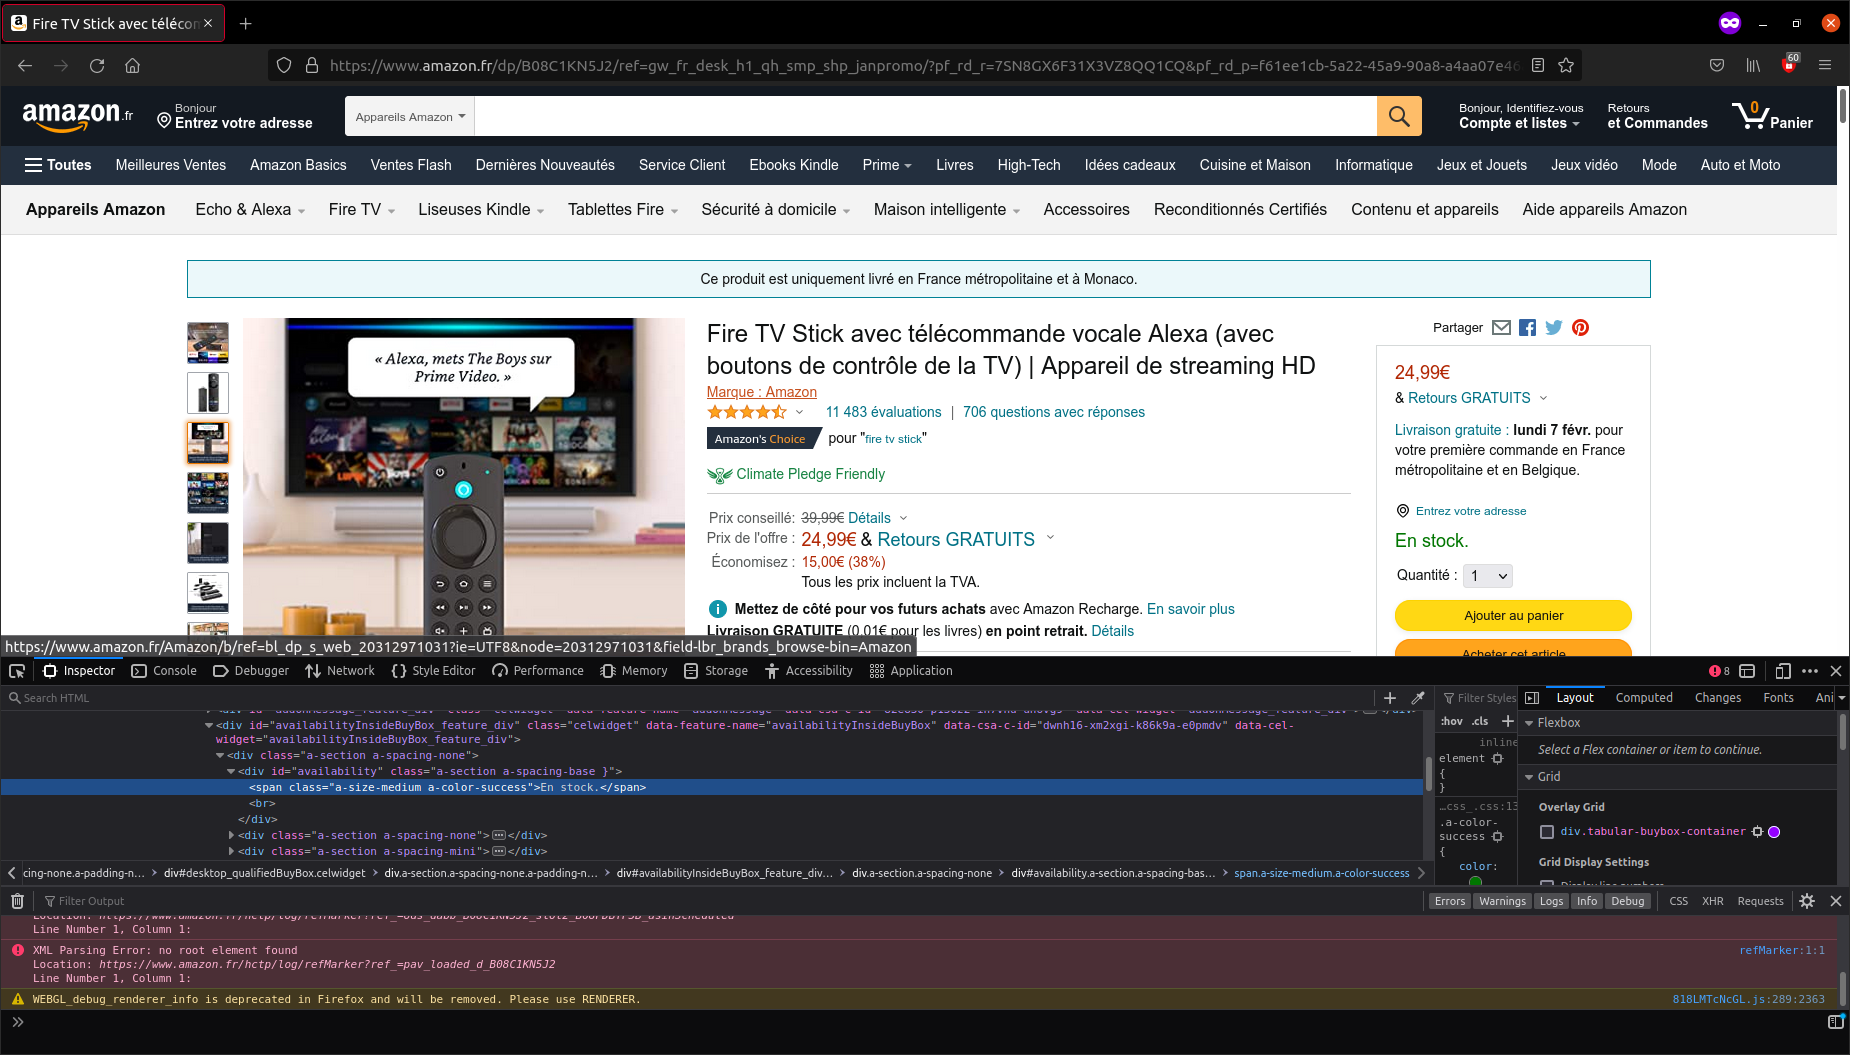 Fire TV Stick avec téléco
https://www.amazon.fr/dp/B08C1KN5J2/ref=gw_fr_desk_h1_qh_smp_shp_janpromo/?pf_rd_r=7SN8GX6F31X3VZ8QQ1CQ&pf_rd_p=f61ee1cb-5a22-45a9-90a8-a4aa07e46
60
amazon.fr
Bonjour
Entrez votre adresse
Appareils Amazon
Bonjour, Identifiez-vous
Compte et listes
Retours
et Commandes
0
Panier
Toutes Meilleures Ventes Amazon Basics Ventes Flash Dernières Nouveautés Service Client Ebooks Kindle Prime Livres High-Tech Idées cadeaux Cuisine et Maison Informatique Jeux et Jouets Jeux vidéo Mode Auto et Moto
Appareils Amazon Echo & Alexa Fire TV Liseuses Kindle Tablettes Fire Sécurité à domicile Maison intelligente Accessoires Reconditionnés Certifiés Contenu et appareils Aide appareils Amazon
Ce produit est uniquement livré en France métropolitaine et à Monaco.
« Alexa, mets The Boys sur
Prime Video. »
Fire TV Stick avec télécommande vocale Alexa (avec
boutons de contrôle de la TV) | Appareil de streaming HD
Marque : Amazon
11 483 évaluations | 706 questions avec réponses
Amazon's Choice pour "fire tv stick"
Climate Pledge Friendly
Prix conseillé: 39,99€ Détails
Prix de l'offre : 24,99€ & Retours GRATUITS
Économisez : 15,00€ (38%)
Tous les prix incluent la TVA.
Mettez de côté pour vos futurs achats avec Amazon Recharge. En savoir plus
Livraison GRATUITE (0,01€ pour les livres) en point retrait. Détails
Partager
24,99€
& Retours GRATUITS
Livraison gratuite : lundi 7 févr. pour
votre première commande en France
métropolitaine et en Belgique.
Entrez votre adresse
En stock.
Quantité : 1
Ajouter au panier
Acheter cet article
https://www.amazon.fr/Amazon/b/ref=bl_dp_s_web_20312971031?ie=UTF8&node=20312971031&field-lbr_brands_browse-bin=Amazon
Inspector Console Debugger Network Style Editor Performance Memory Storage Accessibility Application 8
Search HTML
<div id="availabilityInsideBuyBox_feature_div" class="celwidget" data-feature-name="availabilityInsideBuyBox" data-csa-c-id="dwnh16-xm2xgi-k86k9a-e0pmdv" data-cel-
widget="availabilityInsideBuyBox_feature_div">
<div class="a-section a-spacing-none">
<div id="availability" class="a-section a-spacing-base }">
<span class="a-size-medium a-color-success">En stock.</span>
<br>
</div>
<div class="a-section a-spacing-none"></div>
<div class="a-section a-spacing-mini"></div>
cing-none.a-padding-n… div#desktop_qualifiedBuyBox.celwidget div.a-section.a-spacing-none.a-padding-n… div#availabilityInsideBuyBox_feature_div… div.a-section.a-spacing-none div#availability.a-section.a-spacing-bas… span.a-size-medium.a-color-success
Filter Styles
:hov .cls
inline
element
{
}
…css_.css:13
.a-color-
success
{
color:
Layout Computed Changes Fonts Ani
Flexbox
Select a Flex container or item to continue.
Grid
Overlay Grid
div.tabular-buybox-container
Grid Display Settings
Display line numbers
Filter Output
Errors Warnings Logs Info Debug CSS XHR Requests
Line Number 1, Column 1:
XML Parsing Error: no root element found refMarker:1:1
Location: https://www.amazon.fr/hctp/log/refMarker?ref_=pav_loaded_d_B08C1KN5J2
Line Number 1, Column 1:
WEBGL_debug_renderer_info is deprecated in Firefox and will be removed. Please use RENDERER. 818LMTcNcGL.js:289:2363